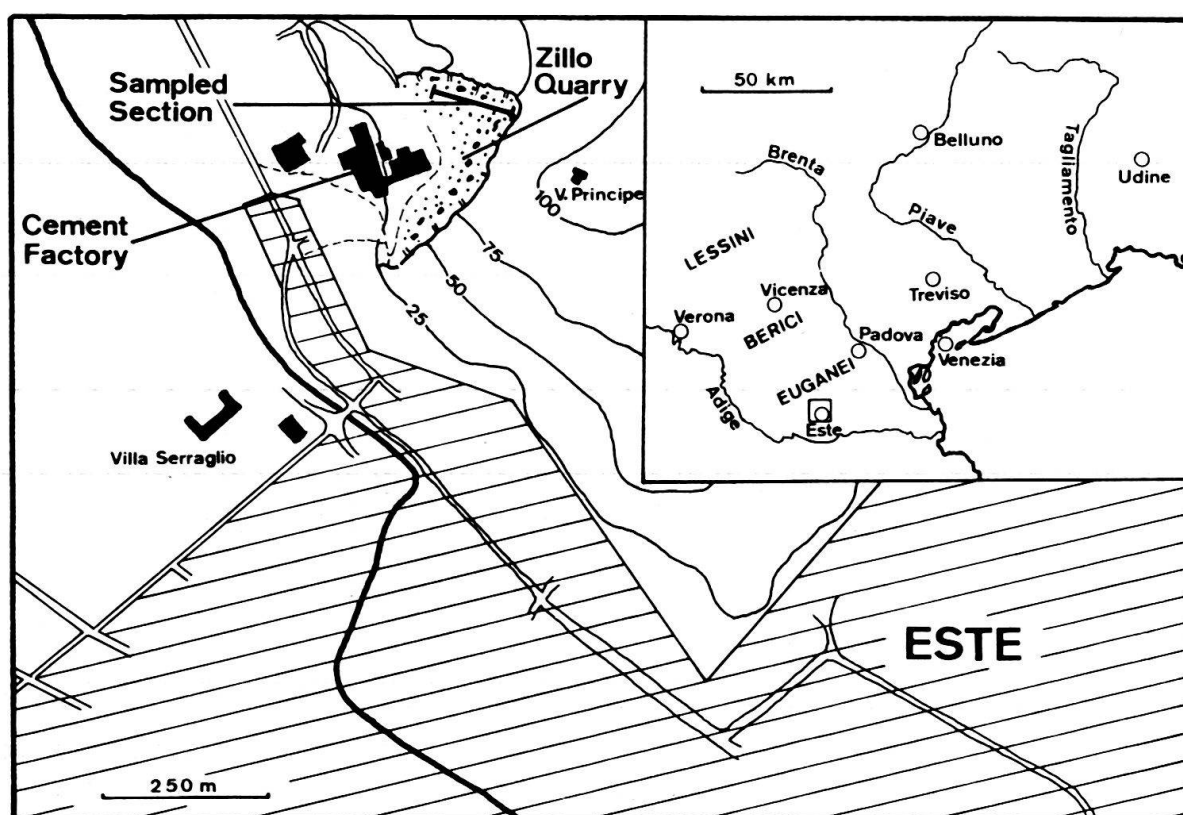 Zillo
Quarry
Sampled
Section
Cement
Factory
V. Principe
100
75
50
25
Villa Serraglio
ESTE
250 m
50 km
Belluno
Udine
Tagliamento
Brenta
Piave
LESSINI
Vicenza
Treviso
Verona
BERICI
Padova
Venezia
EUGANEI
Adige
Este